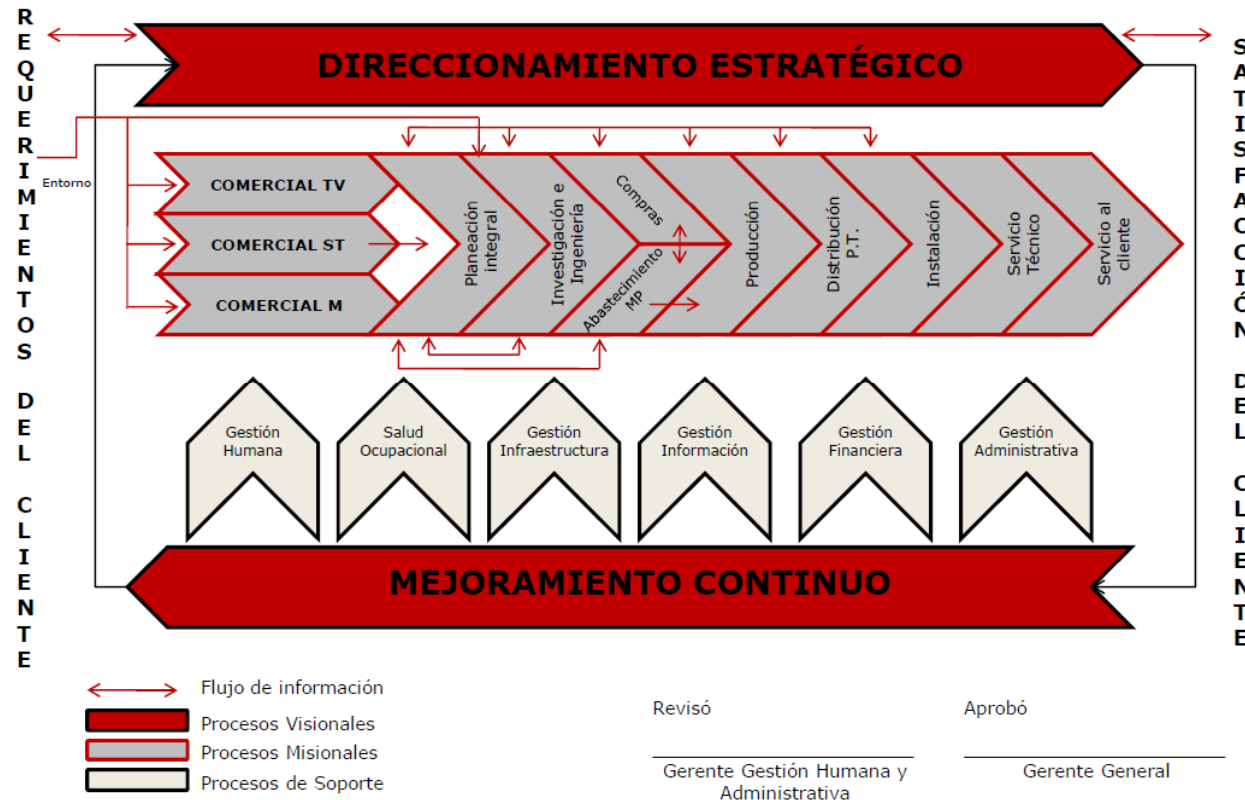 REQUERIMIENTOS DEL CLIENTE
DIRECCIONAMIENTO ESTRATÉGICO
SATISFACCIÓN DEL CLIENTE
Entorno
COMERCIAL TV
COMERCIAL ST
COMERCIAL M
Planeación
integral
Investigación e
Ingeniería
Compras
Abastecimiento
MP
Producción
Distribución
P.T.
Instalación
Servicio
Técnico
Servicio al
cliente
Gestión
Humana
Salud
Ocupacional
Gestión
Infraestructura
Gestión
Información
Gestión
Financiera
Gestión
Administrativa
MEJORAMIENTO CONTINUO
Flujo de información
Procesos Visionales
Procesos Misionales
Procesos de Soporte
Revisó
Gerente Gestión Humana y
Administrativa
Aprobó
Gerente General